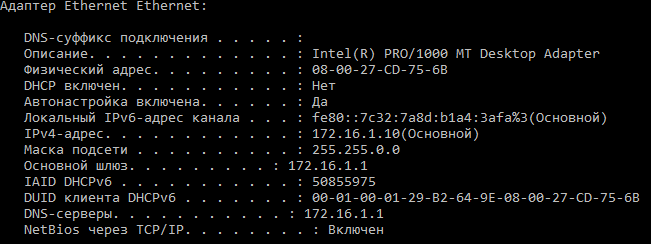 Адаптер Ethernet Ethernet:
DNS-суффикс подключения . . . . . :
Описание. . . . . . . . . . . . . : Intel(R) PRO/1000 MT Desktop Adapter
Физический адрес. . . . . . . . . : 08-00-27-CD-75-6B
DHCP включен. . . . . . . . . . . : Нет
Автонастройка включена. . . . . . : Да
Локальный IPv6-адрес канала . . . : fe80::7c32:7a8d:b1a4:3afa%3(Основной)
IPv4-адрес. . . . . . . . . . . . : 172.16.1.10(Основной)
Маска подсети . . . . . . . . . . : 255.255.0.0
Основной шлюз. . . . . . . . . : 172.16.1.1
IAID DHCPv6 . . . . . . . . . . . : 50855975
DUID клиента DHCPv6 . . . . . . . : 00-01-00-01-29-B2-64-9E-08-00-27-CD-75-6B
DNS-серверы. . . . . . . . . . . : 172.16.1.1
NetBios через TCP/IP. . . . . . . . : Включен